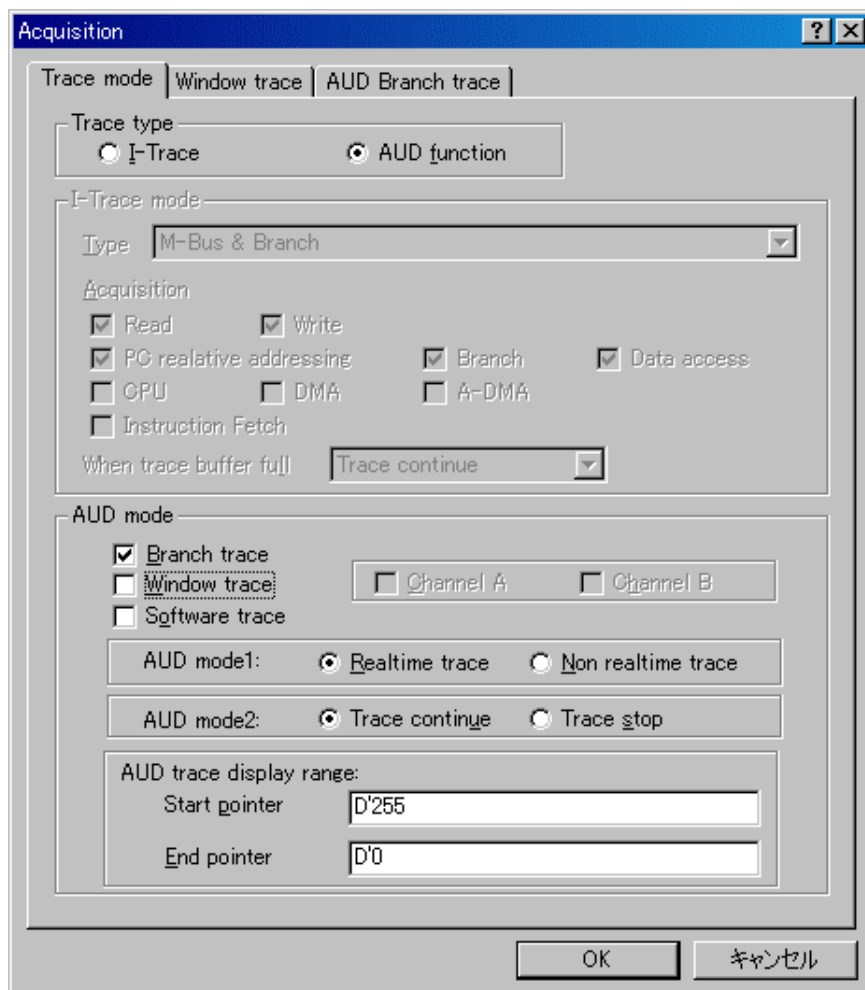 Acquisition
Trace mode Window trace AUD Branch trace
Trace type
I-Trace AUD function
I-Trace mode
Type M-Bus & Branch
Acquisition
Read Write
PC realative addressing Branch Data access
CPU DMA A-DMA
Instruction Fetch
When trace buffer full Trace continue
AUD mode
Branch trace
Window trace Channel A Channel B
Software trace
AUD mode1: Realtime trace Non realtime trace
AUD mode2: Trace continue Trace stop
AUD trace display range:
Start pointer D'255
End pointer D'0
OK キャンセル